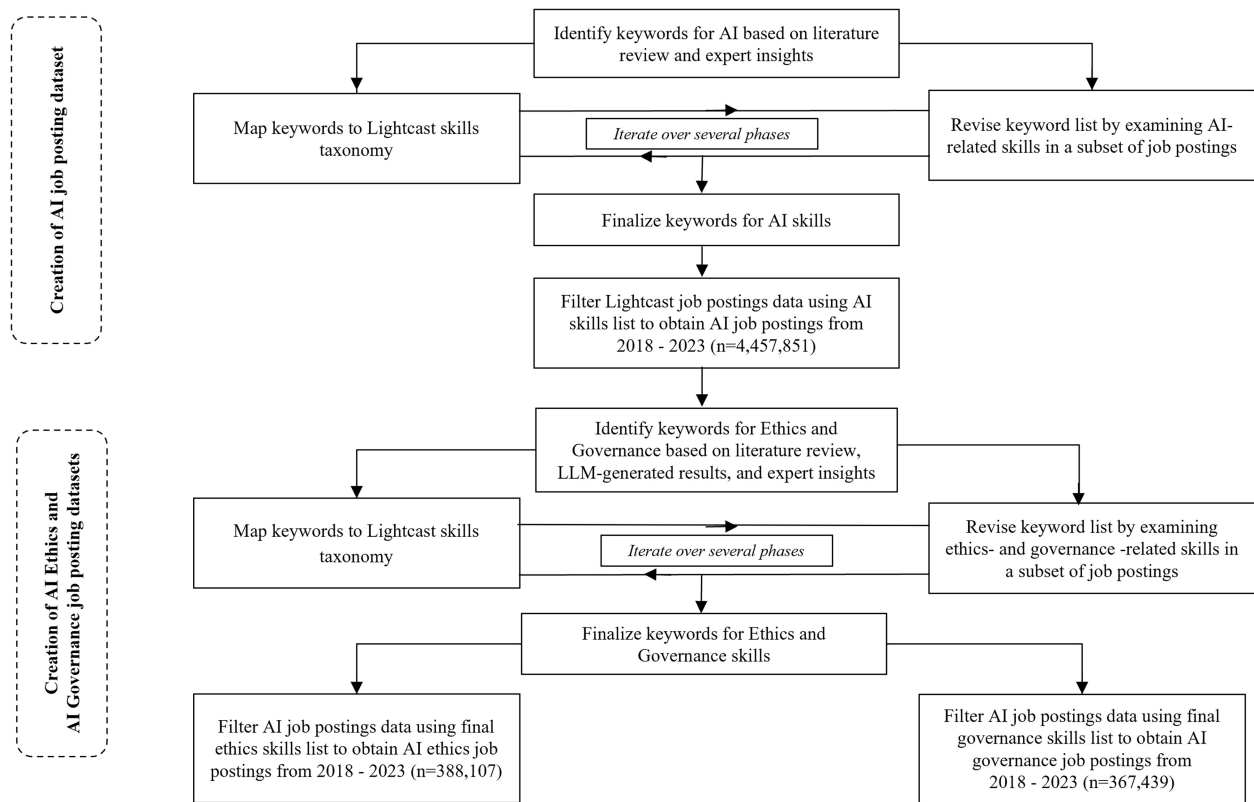 Creation of AI job posting dataset
Identify keywords for AI based on literature
review and expert insights
Map keywords to Lightcast skills
taxonomy
Iterate over several phases
Revise keyword list by examining AI-
related skills in a subset of job postings
Finalize keywords for AI skills
Filter Lightcast job postings data using AI
skills list to obtain AI job postings from
2018 - 2023 (n=4,457,851)
Creation of AI Ethics and
AI Governance job posting datasets
Identify keywords for Ethics and
Governance based on literature review,
LLM-generated results, and expert insights
Map keywords to Lightcast skills
taxonomy
Iterate over several phases
Revise keyword list by examining
ethics- and governance -related skills in
a subset of job postings
Finalize keywords for Ethics and
Governance skills
Filter AI job postings data using final
ethics skills list to obtain AI ethics job
postings from 2018 - 2023 (n=388,107)
Filter AI job postings data using final
governance skills list to obtain AI
governance job postings from
2018 - 2023 (n=367,439)